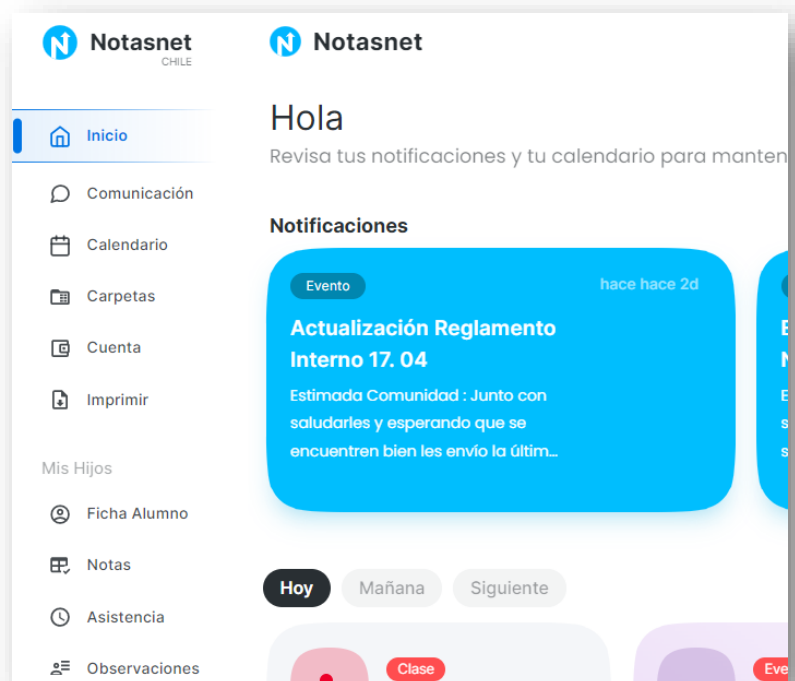 Notasnet
CHILE
Inicio
Comunicación
Calendario
Carpetas
Cuenta
Imprimir
Mis Hijos
Ficha Alumno
Notas
Asistencia
Observaciones
Notasnet
Hola
Revisa tus notificaciones y tu calendario para manten
Notificaciones
Evento
hace hace 2d
Actualización Reglamento
Interno 17. 04
Estimada Comunidad : Junto con
saludarles y esperando que se
encuentren bien les envío la últim...
Hoy
Mañana
Siguiente
Clase
Eve